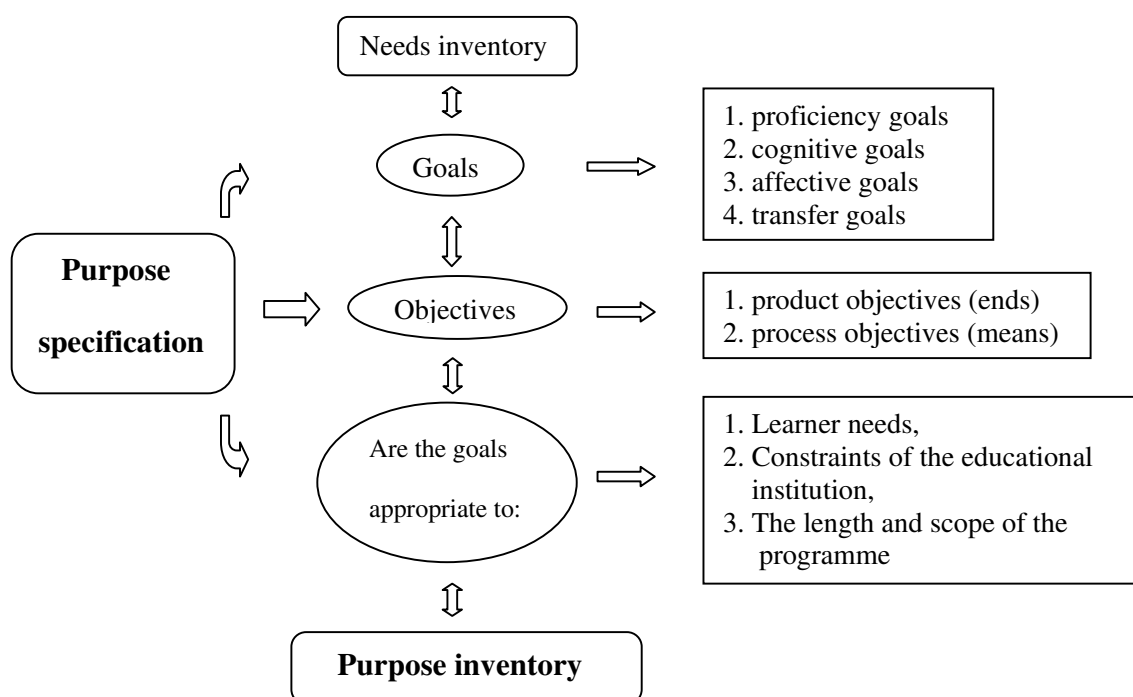 Needs inventory
Goals
1. proficiency goals
2. cognitive goals
3. affective goals
4. transfer goals
Purpose
specification
Objectives
1. product objectives (ends)
2. process objectives (means)
Are the goals
appropriate to:
1. Learner needs,
2. Constraints of the educational
institution,
3. The length and scope of the
programme
Purpose inventory